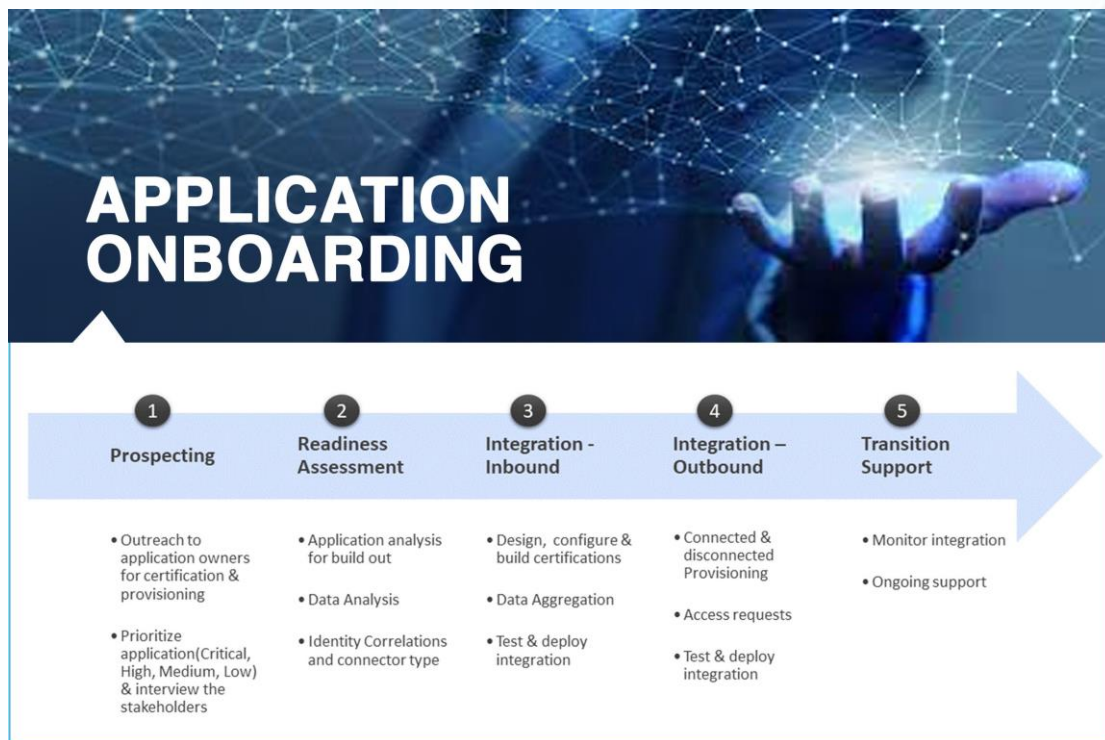 APPLICATION
ONBOARDING
1
Prospecting
• Outreach to
application owners
for certification &
provisioning
• Prioritize
application(Critical,
High, Medium, Low)
& interview the
stakeholders
2
Readiness
Assessment
• Application analysis
for build out
• Data Analysis
• Identity Correlations
and connector type
3
Integration -
Inbound
• Design, configure &
build certifications
• Data Aggregation
• Test & deploy
integration
4
Integration –
Outbound
• Connected &
disconnected
Provisioning
• Access requests
• Test & deploy
integration
5
Transition
Support
• Monitor integration
• Ongoing support